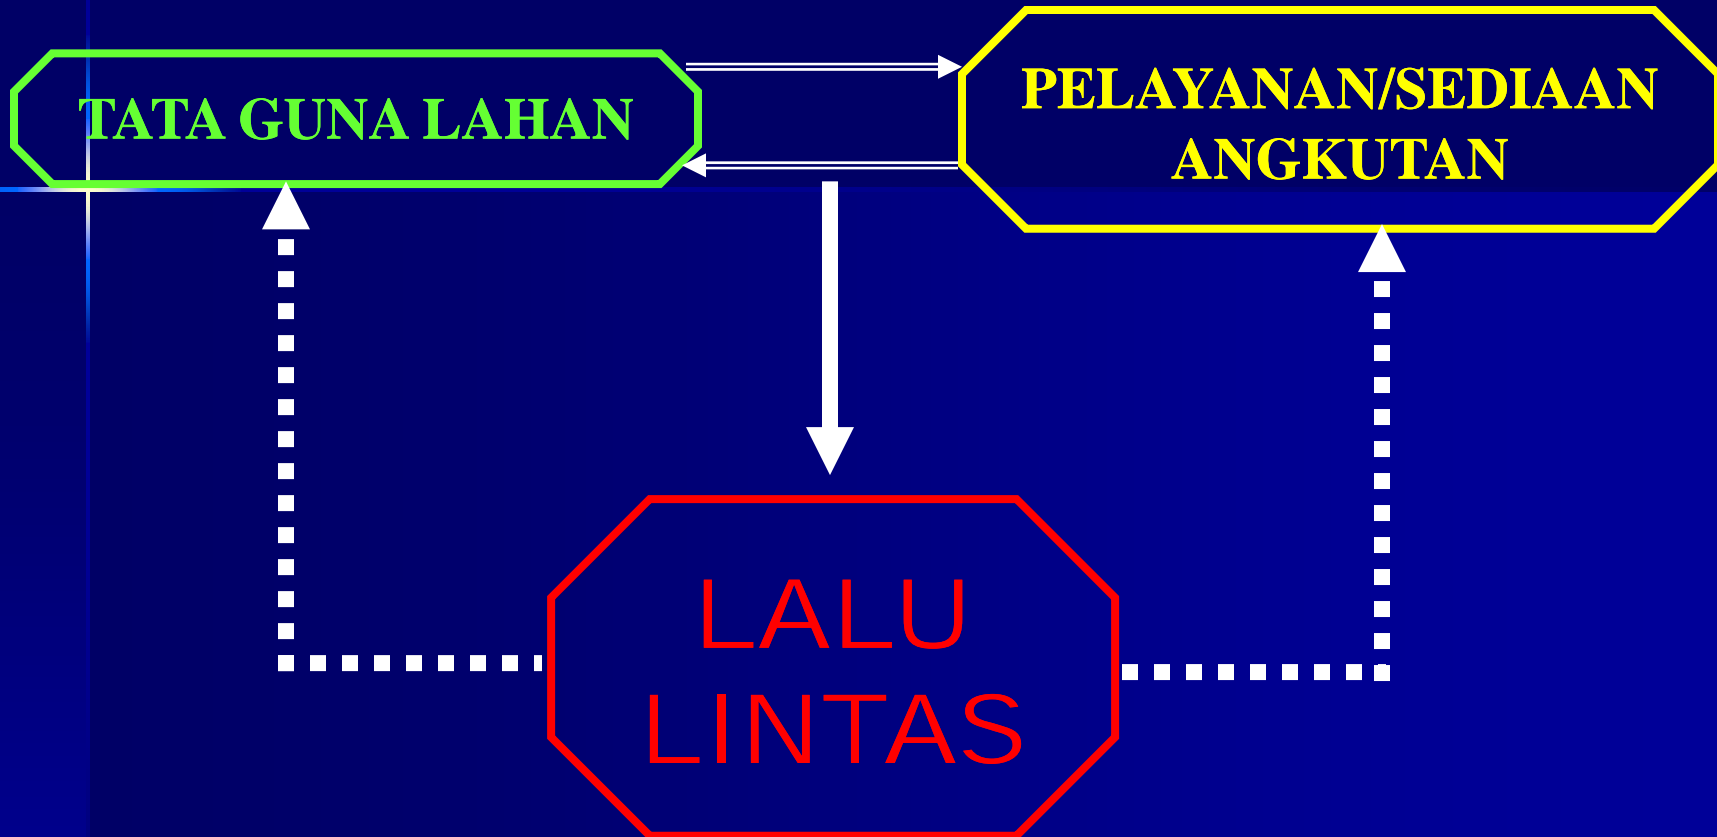 TATA GUNA LAHAN
PELAYANAN/SEDIAAN
ANGKUTAN
LALU
LINTAS